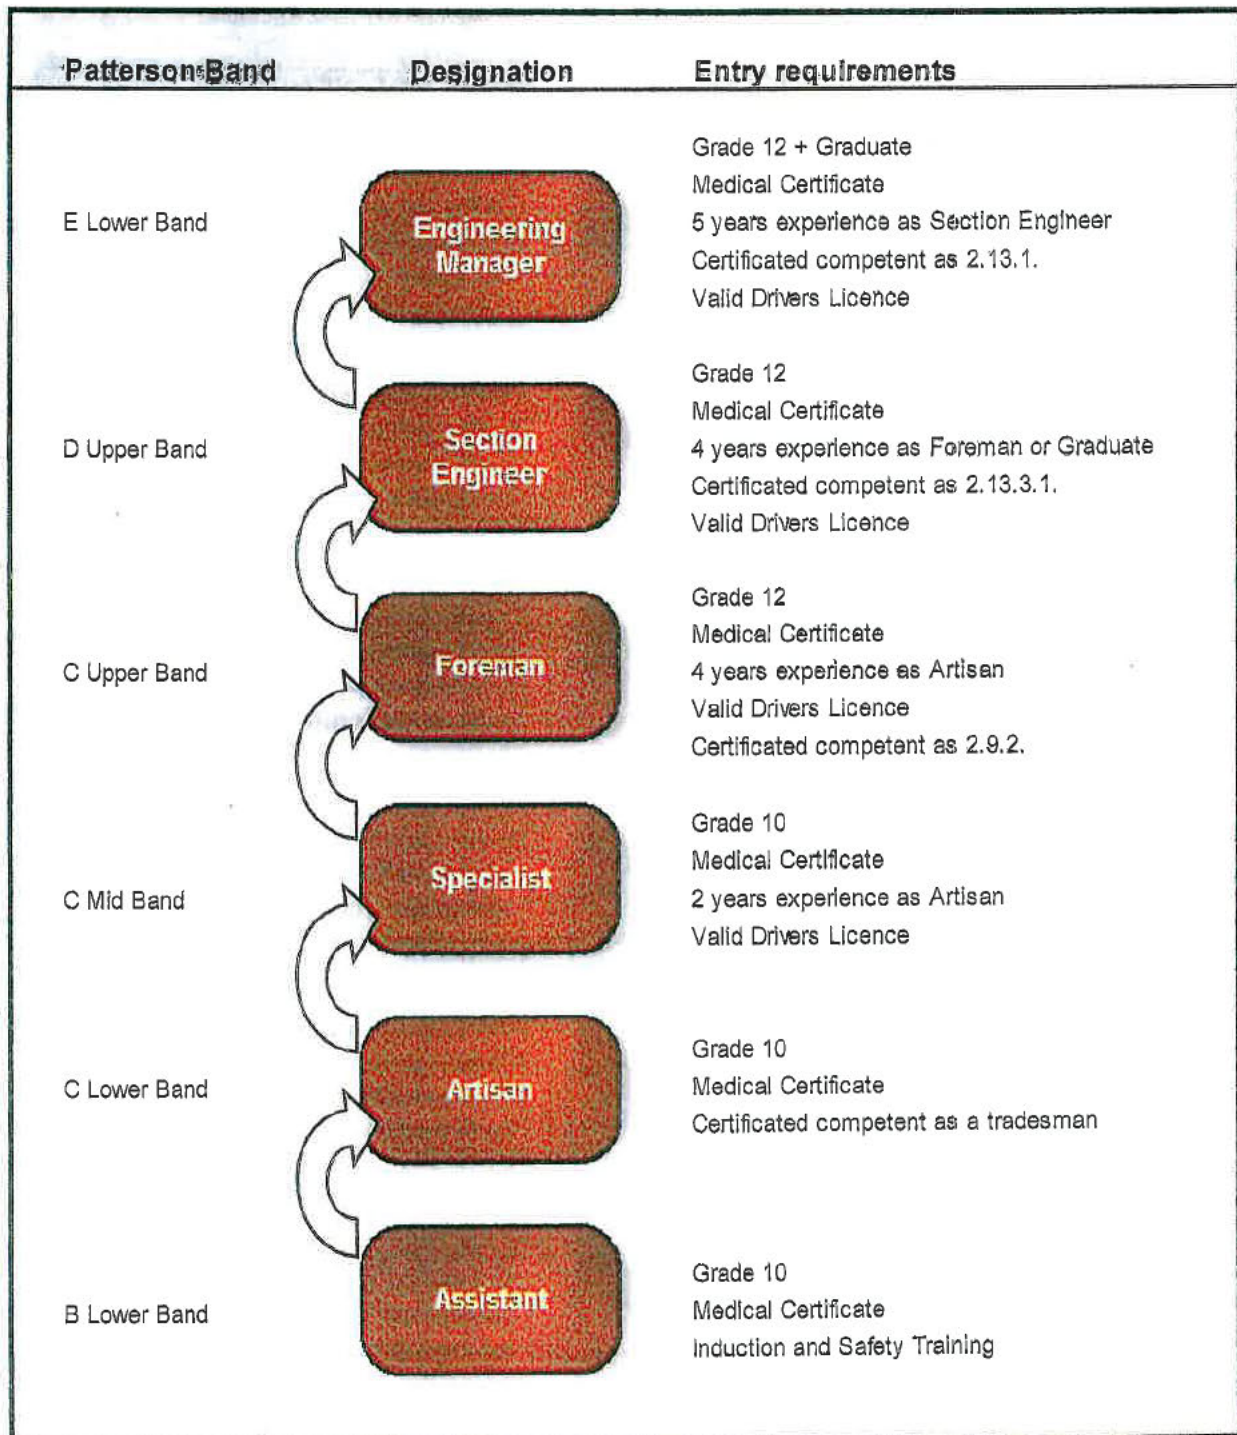 Patterson Band Designation Entry requirements
Grade 12 + Graduate
Medical Certificate
E Lower Band Engineering Manager 5 years experience as Section Engineer
Certificated competent as 2.13.1.
Valid Drivers Licence
Grade 12
Medical Certificate
D Upper Band Section Engineer 4 years experience as Foreman or Graduate
Certificated competent as 2.13.3.1.
Valid Drivers Licence
Grade 12
Medical Certificate
C Upper Band Foreman 4 years experience as Artisan
Valid Drivers Licence
Certificated competent as 2.9.2.
Grade 10
Medical Certificate
C Mid Band Specialist 2 years experience as Artisan
Valid Drivers Licence
Grade 10
C Lower Band Artisan Medical Certificate
Certificated competent as a tradesman
Grade 10
B Lower Band Assistant Medical Certificate
Induction and Safety Training